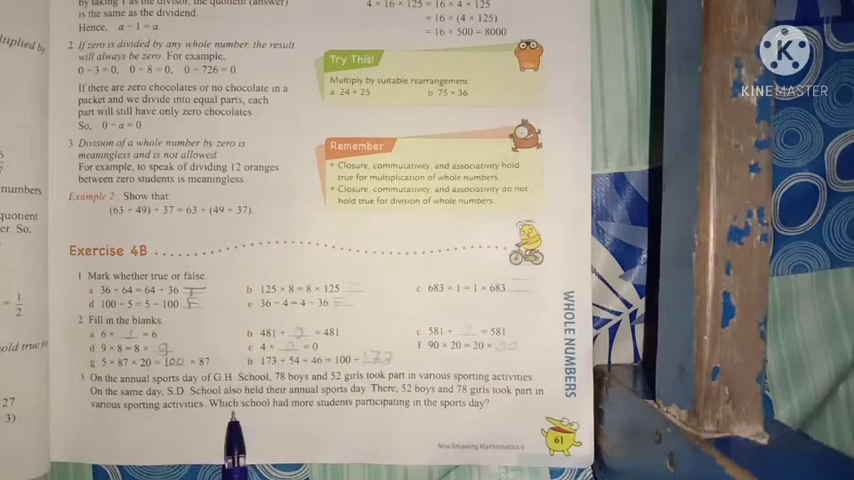 by taking 1 as the divisor, the quotient (answer)
is the same as the dividend.
Hence, a ÷ 1 = a.
2 If zero is divided by any whole number, the result
will always be zero. For example,
0 ÷ 3 = 0, 0 ÷ 8 = 0, 0 ÷ 726 = 0
If there are zero chocolates or no chocolate in a
packet and we divide into equal parts, each
part will still have only zero chocolates.
So, 0 ÷ a = 0
3 Division of a whole number by zero is
meaningless and is not allowed.
For example, to speak of dividing 12 oranges
between zero students is meaningless
Example 2: Show that
(63 + 49) + 37 = 63 + (49 + 37).
4 × 16 × 125 = 16 × 4 × 125
= 16 × (4 × 125)
= 16 × 500 = 8000
Try This!
Multiply by suitable rearrangement.
a 24 × 25 b 75 × 36
Remember
• Closure, commutativity, and associativity hold
true for multiplication of whole numbers.
• Closure, commutativity, and associativity do not
hold true for division of whole numbers.
Exercise 4B
1 Mark whether true or false.
a 36 + 64 = 64 + 36 T b 125 × 8 = 8 × 125 c 683 × 1 = 1 × 683
d 100 ÷ 5 = 5 ÷ 100 F e 36 ÷ 4 = 4 ÷ 36 F
2 Fill in the blanks.
a 6 × 1 = 6 b 481 + = 481 c 581 ÷ = 581
d 9 × 8 = 8 × 9 e 4 × 0 = 0 f 90 × 20 = 20 × 90
g 5 × 87 × 20 = 100 × 87 h 173 + 54 + 46 = 100 + 173
3 On the annual sports day of G.H. School, 78 boys and 52 girls took part in various sporting activities.
On the same day, S.D. School also held their annual sports day. There, 52 boys and 78 girls took part in
various sporting activities. Which school had more students participating in the sports day?
WHOLE NUMBERS
New Enjoying Mathematics 6
61
numbers
quotient
er. So,
1
2
27
3)
KINEMASTER